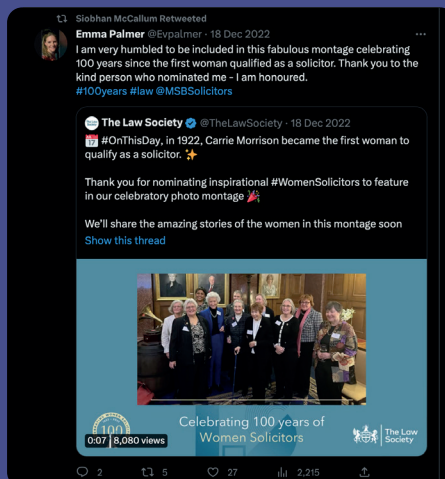 Siobhan McCallum Retweeted
Emma Palmer @Evpalmer · 18 Dec 2022
I am very humbled to be included in this fabulous montage celebrating
100 years since the first woman qualified as a solicitor. Thank you to the
kind person who nominated me - I am honoured.
#100years #law @MSBSolicitors
The Law Society @TheLawSociety · 18 Dec 2022
#OnThisDay, in 1922, Carrie Morrison became the first woman to
qualify as a solicitor.
Thank you for nominating inspirational #WomenSolicitors to feature
in our celebratory photo montage
We'll share the amazing stories of the women in this montage soon
Show this thread
100
Celebrating 100 years of
Women Solicitors
The Law
Society
0:07 8,080 views
2 5 27 2,215